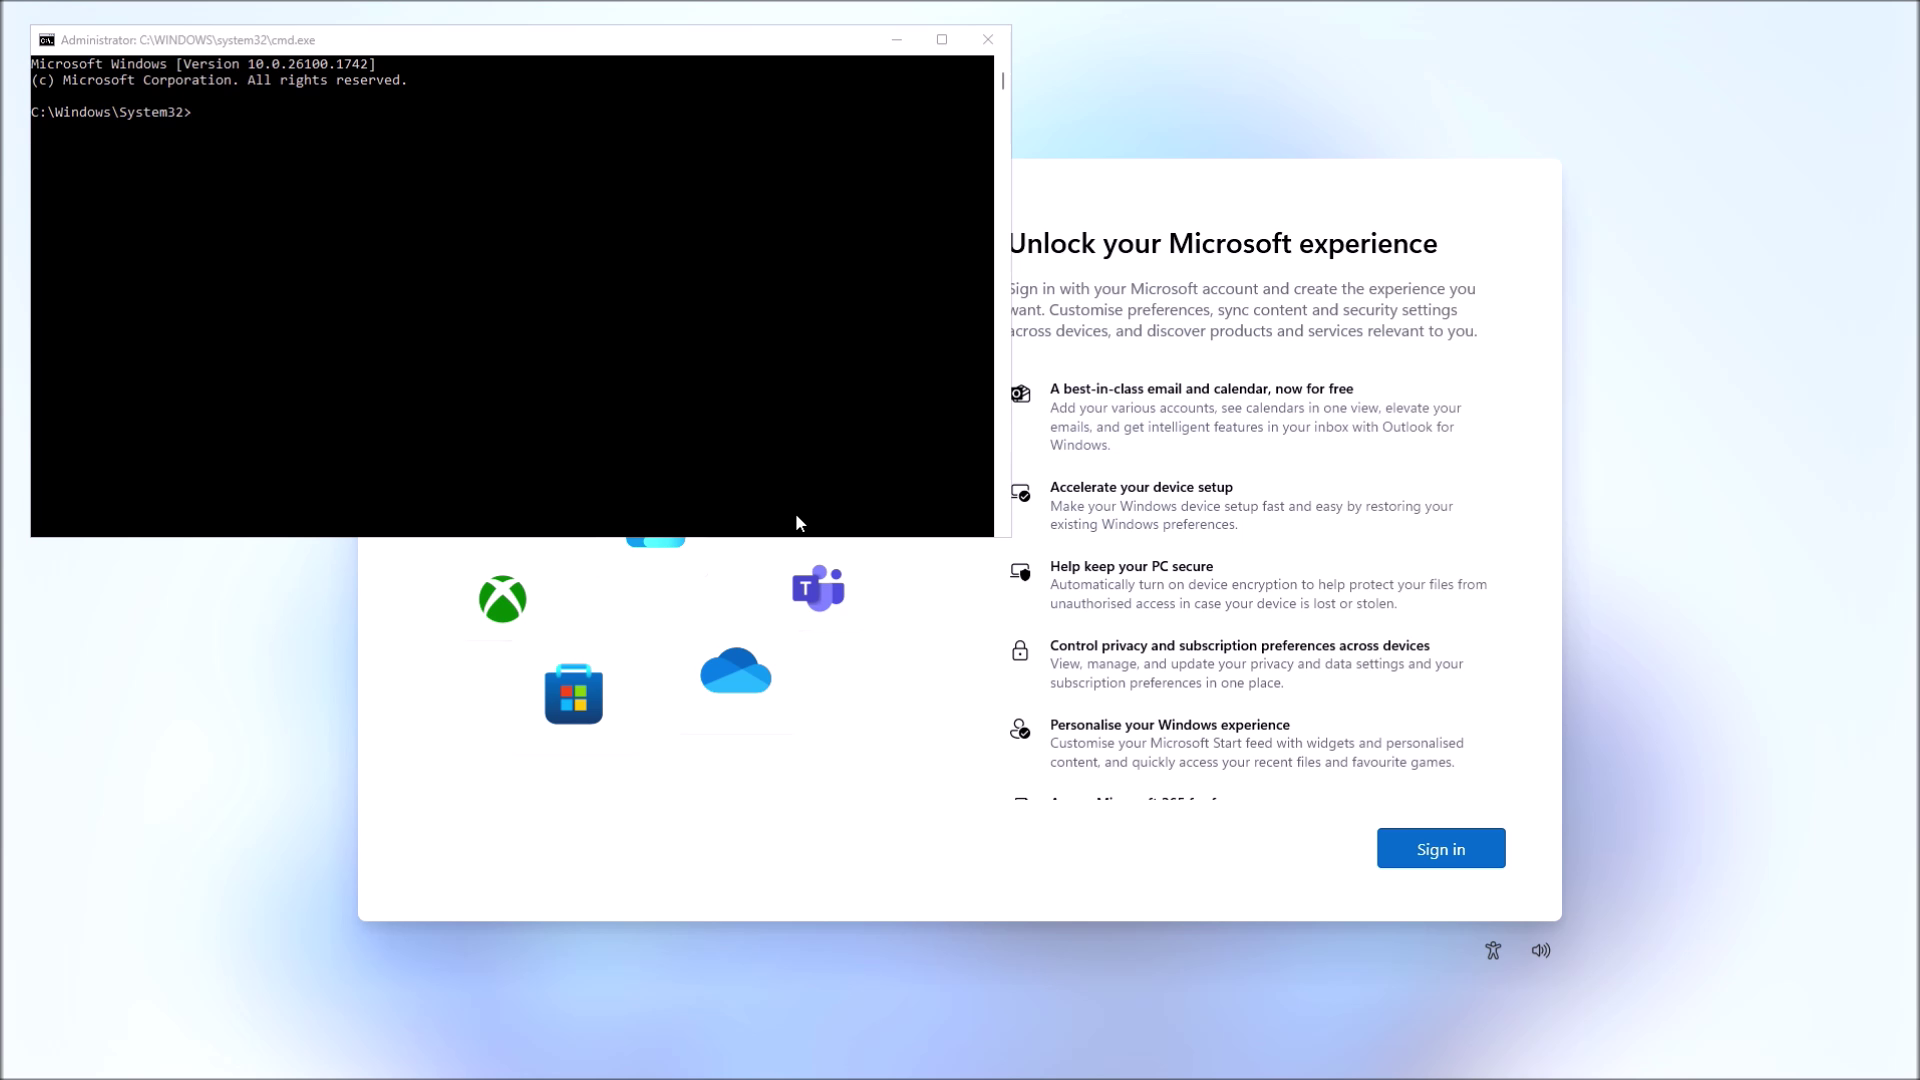 Administrator: C:\WINDOWS\system32\cmd.exe
Microsoft Windows [Version 10.0.26100.1742]
(c) Microsoft Corporation. All rights reserved.
C:\Windows\System32>
Unlock your Microsoft experience
Sign in with your Microsoft account and create the experience you
want. Customise preferences, sync content and security settings
across devices, and discover products and services relevant to you.
A best-in-class email and calendar, now for free
Add your various accounts, see calendars in one view, elevate your
emails, and get intelligent features in your inbox with Outlook for
Windows.
Accelerate your device setup
Make your Windows device setup fast and easy by restoring your
existing Windows preferences.
Help keep your PC secure
Automatically turn on device encryption to help protect your files from
unauthorised access in case your device is lost or stolen.
Control privacy and subscription preferences across devices
View, manage, and update your privacy and data settings and your
subscription preferences in one place.
Personalise your Windows experience
Customise your Microsoft Start feed with widgets and personalised
content, and quickly access your recent files and favourite games.
T
Sign in